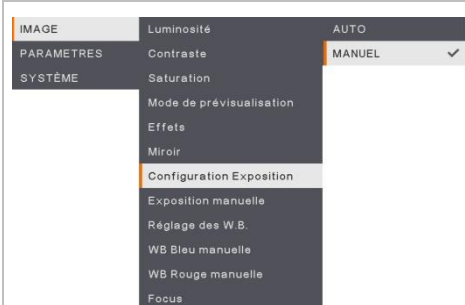 IMAGE
PARAMETRES
SYSTÈME
Luminosité
Contraste
Saturation
Mode de prévisualisation
Effets
Miroir
Configuration Exposition
Exposition manuelle
Réglage des W.B.
WB Bleu manuelle
WB Rouge manuelle
Focus
AUTO
MANUEL